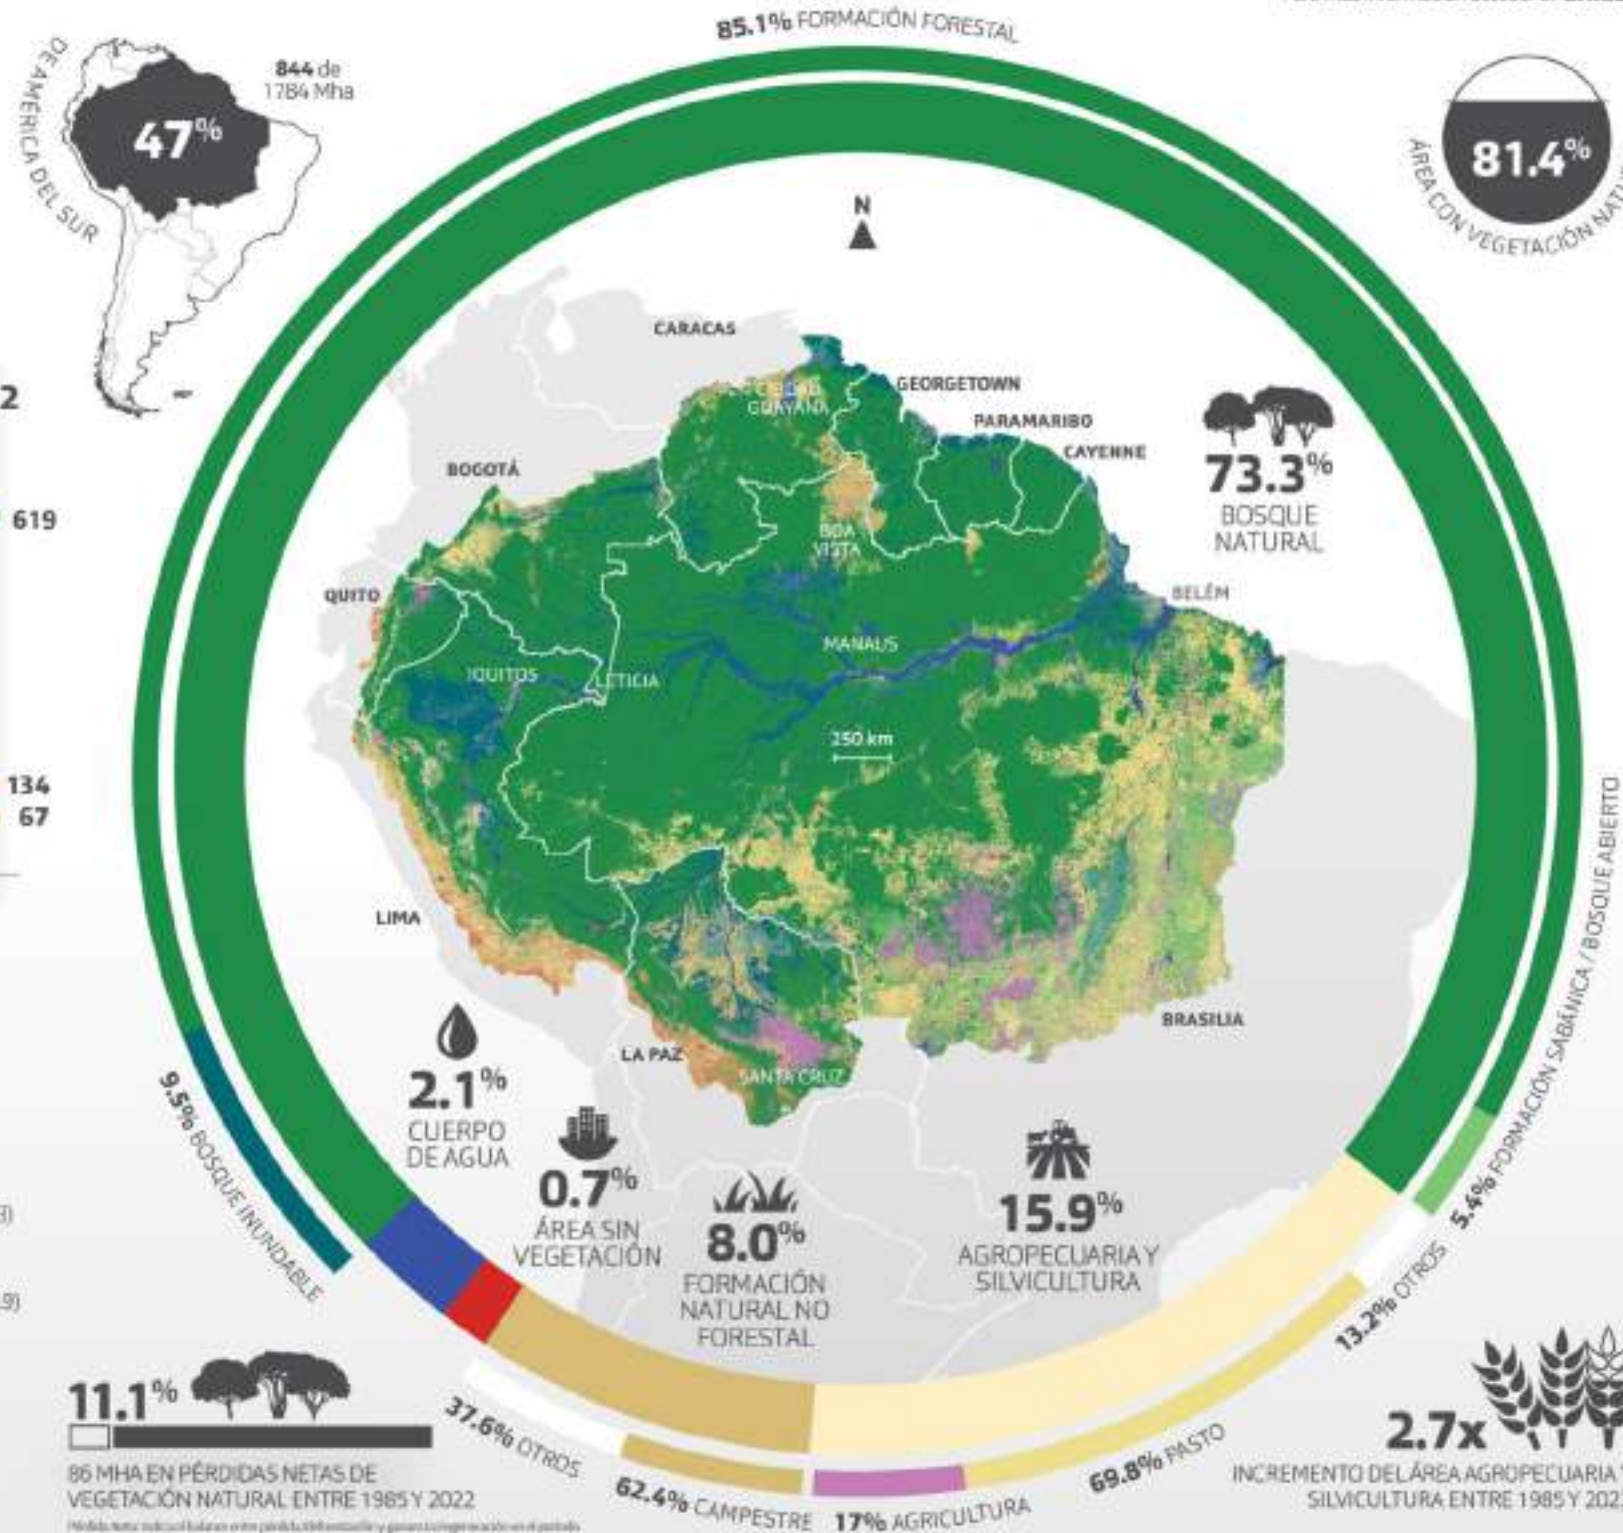 85.1% FORMACIÓN FORESTAL
DE AMÉRICA DEL SUR
844 de
1784 Mha
47%
81.4%
ÁREA CON VEGETACIÓN
N
2
619
134
67
CARACAS
GUAYANA
GEORGETOWN
PARAMARIBO
CAYENNE
BOGOTÁ
BOA
VISTA
QUITO
BELÉM
MANAUS
IQUITOS
LETICIA
250 km
LIMA
BRASILIA
LA PAZ
SANTA CRUZ
73.3%
BOSQUE
NATURAL
2.1%
CUERPO
DE AGUA
0.7%
ÁREA SIN
VEGETACIÓN
8.0%
FORMACIÓN
NATURAL NO
FORESTAL
15.9%
AGROPECUARIA Y
SILVICULTURA
9.5% BOSQUE INUNDABLE
5.4% FORMACIÓN SABÁNICA / BOSQUE ABIERTO
13.2% OTROS
37.6% OTROS
62.4% CAMPESTRE
17% AGRICULTURA
69.8% PASTO
11.1%
86 MHA EN PÉRDIDAS NETAS DE
VEGETACIÓN NATURAL ENTRE 1985 Y 2022
2.7x
INCREMENTO DEL ÁREA AGROPECUARIA
SILVICULTURA ENTRE 1985 Y